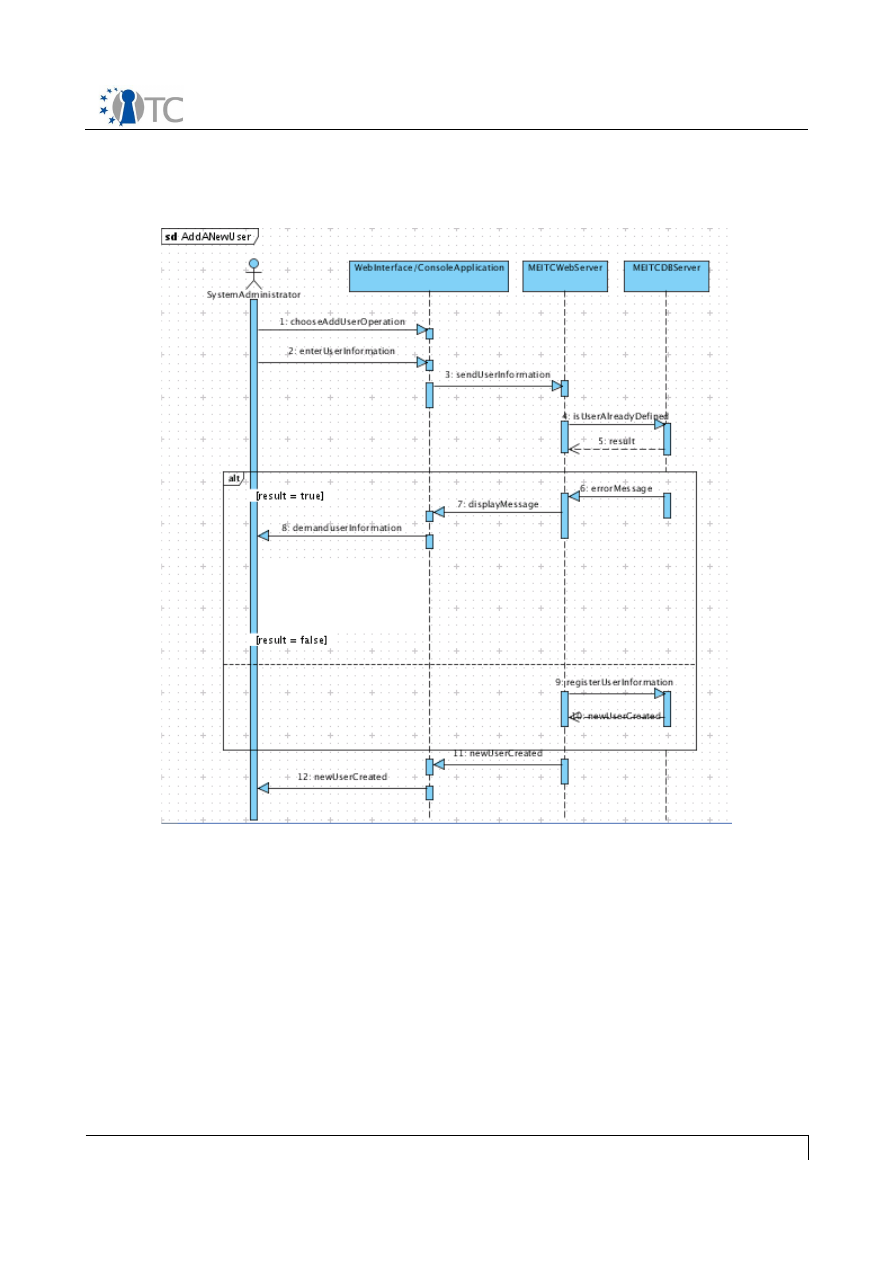 TC
sd AddANewUser
WebInterface/ConsoleApplication
MEITCWebServer
MEITCDBServer
SystemAdministrator
1: chooseAddUserOperation
2: enterUserInformation
3: sendUserInformation
4: isUserAlreadyDefined
5: result
alt
[result = true]
6: errorMessage
7: displayMessage
8: demanduserInformation
[result = false]
9: registerUserInformation
10: newUserCreated
11: newUserCreated
12: newUserCreated